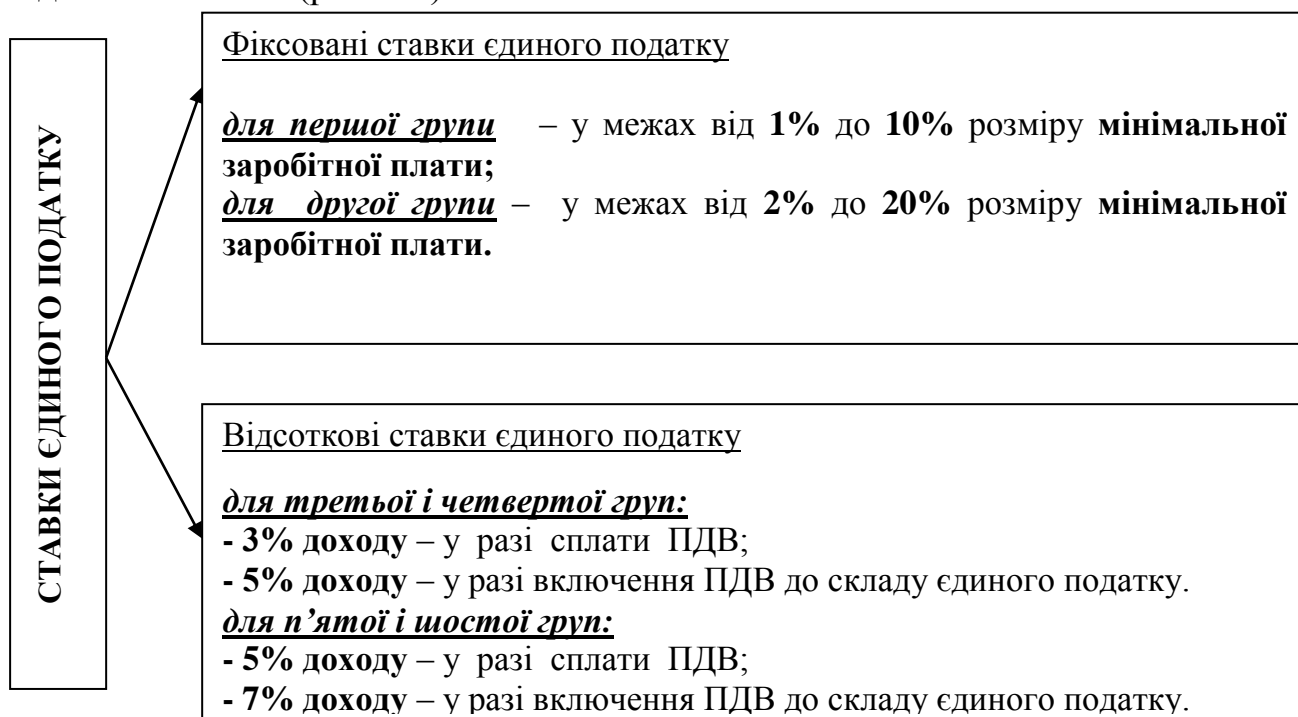 Фіксовані ставки єдиного податку
для першої групи – у межах від 1% до 10% розміру мінімальної
заробітної плати;
для другої групи – у межах від 2% до 20% розміру мінімальної
заробітної плати.
СТАВКИ ЄДИНОГО ПОДАТКУ
Відсоткові ставки єдиного податку
для третьої і четвертої груп:
- 3% доходу – у разі сплати ПДВ;
- 5% доходу – у разі включення ПДВ до складу єдиного податку.
для п’ятої і шостої груп:
- 5% доходу – у разі сплати ПДВ;
- 7% доходу – у разі включення ПДВ до складу єдиного податку.